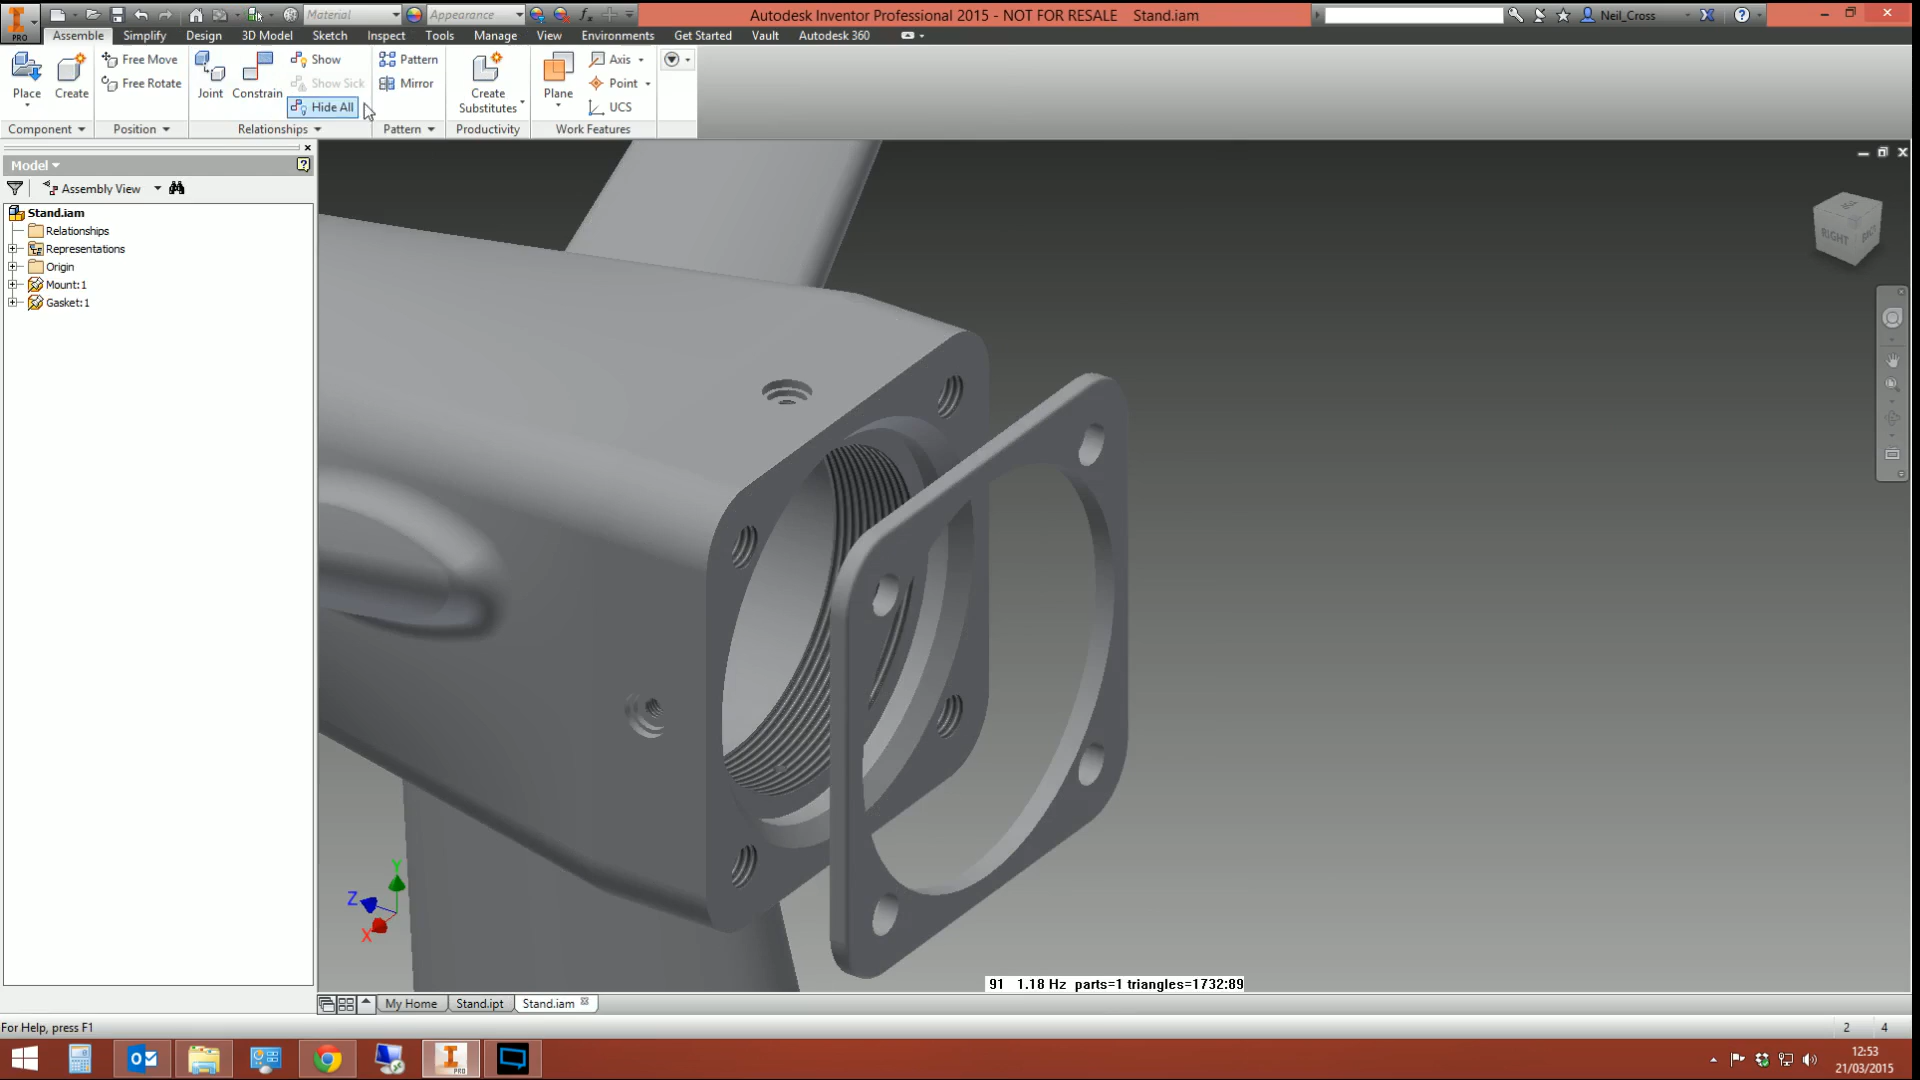 Material
Appearance
Autodesk Inventor Professional 2015 - NOT FOR RESALE Stand.iam
Neil_Cross
PRO
Assemble Simplify Design 3D Model Sketch Inspect Tools Manage View Environments Get Started Vault Autodesk 360
Place
Create
Free Move
Free Rotate
Joint
Constrain
Show
Show Sick
Hide All
Pattern
Mirror
Create
Substitutes
Plane
Axis
Point
UCS
Component Position Relationships Pattern Productivity Work Features
Model
Assembly View
Stand.iam
Relationships
Representations
Origin
Mount:1
Gasket:1
RIGHT
Y
Z
X
91 1.18 Hz parts=1 triangles=1732:89
My Home Stand.ipt Stand.iam
For Help, press F1
2 4
PRO
12:53
21/03/2015